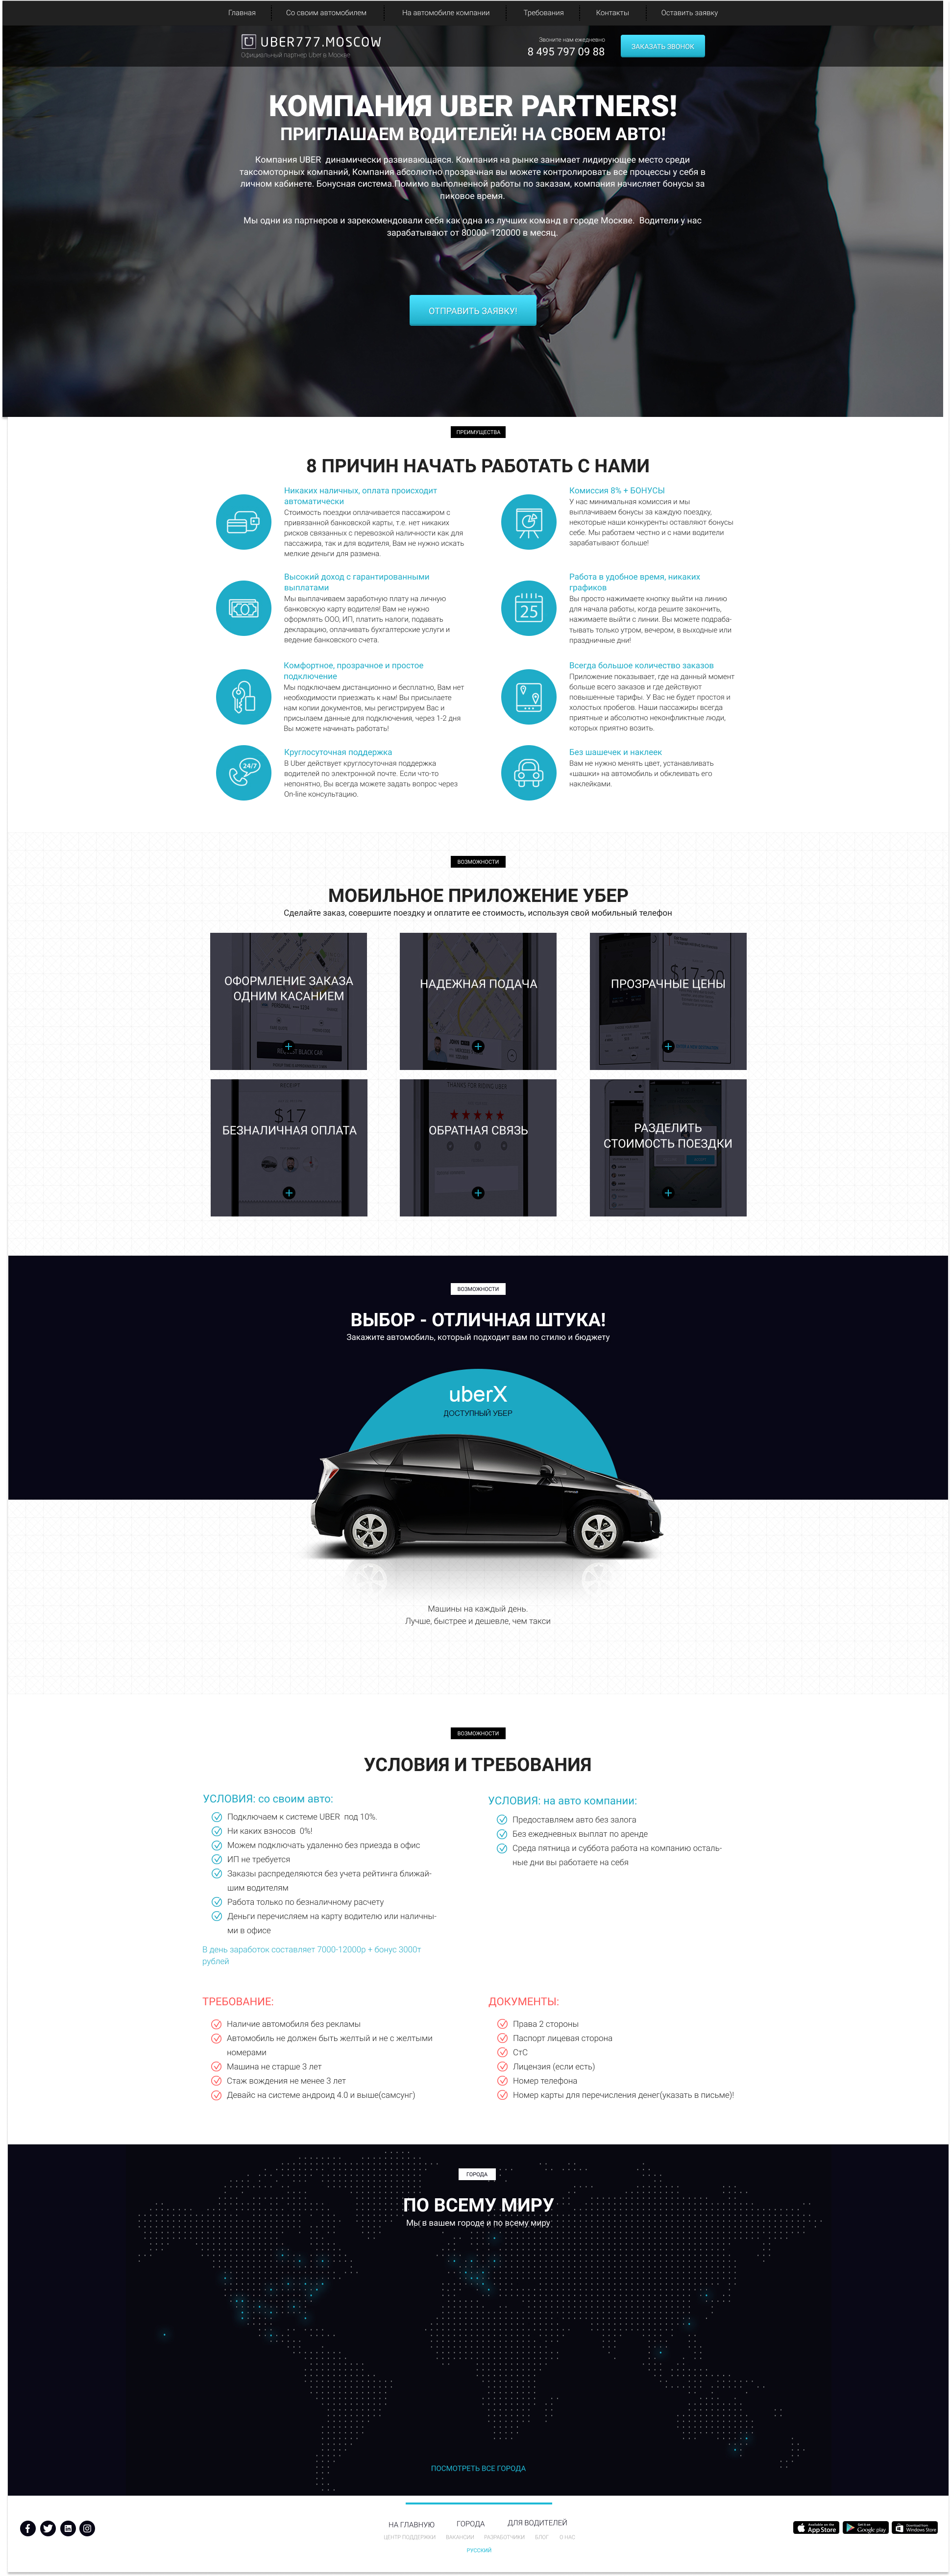 Главная
Со своим автомобилем
На автомобиле компании
Требования
Контакты
Оставить заявку
UBER777.MOSCOW
Официальный партнер Uber в Москве
Звоните нам ежедневно
8 495 797 09 88
ЗАКАЗАТЬ ЗВОНОК
КОМПАНИЯ UBER PARTNERS!
ПРИГЛАШАЕМ ВОДИТЕЛЕЙ! НА СВОЕМ АВТО!
Компания UBER динамически развивающаяся. Компания на рынке занимает лидирующее место среди
таксомоторных компаний, Компания абсолютно прозрачная вы можете контролировать все процессы у себя в
личном кабинете. Бонусная система.Помимо выполненной работы по заказам, компания начисляет бонусы за
пиковое время.
Мы одни из партнеров и зарекомендовали себя как одна из лучших команд в городе Москве. Водители у нас
зарабатывают от 80000- 120000 в месяц.
ОТПРАВИТЬ ЗАЯВКУ!
ПРЕИМУЩЕСТВА
8 ПРИЧИН НАЧАТЬ РАБОТАТЬ С НАМИ
Никаких наличных, оплата происходит
автоматически
Стоимость поездки оплачивается пассажиром с
привязанной банковской карты, т.е. нет никаких
рисков связанных с перевозкой наличности как для
пассажира, так и для водителя, Вам не нужно искать
мелкие деньги для размена.
Комиссия 8% + БОНУСЫ
У нас минимальная комиссия и мы
выплачиваем бонусы за каждую поездку,
некоторые наши конкуренты оставляют бонусы
себе. Мы работаем честно и с нами водители
зарабатывают больше!
Высокий доход с гарантированными
выплатами
Мы выплачиваем заработную плату на личную
банковскую карту водителя! Вам не нужно
оформлять ООО, ИП, платить налоги, подавать
декларацию, оплачивать бухгалтерские услуги и
ведение банковского счета.
25
Работа в удобное время, никаких
графиков
Вы просто нажимаете кнопку выйти на линию
для начала работы, когда решите закончить,
нажимаете выйти с линии. Вы можете подраба-
тывать только утром, вечером, в выходные или
праздничные дни!
Комфортное, прозрачное и простое
подключение
Мы подключаем дистанционно и бесплатно, Вам нет
необходимости приезжать к нам! Вы присылаете
нам копии документов, мы регистрируем Вас и
присылаем данные для подключения, через 1-2 дня
Вы можете начинать работать!
Всегда большое количество заказов
Приложение показывает, где на данный момент
больше всего заказов и где действуют
повышенные тарифы. У Вас не будет простоя и
холостых пробегов. Наши пассажиры всегда
приятные и абсолютно неконфликтные люди,
которых приятно возить.
24/7
Круглосуточная поддержка
В Uber действует круглосуточная поддержка
водителей по электронной почте. Если что-то
непонятно, Вы всегда можете задать вопрос через
On-line консультацию.
Без шашечек и наклеек
Вам не нужно менять цвет, устанавливать
«шашки» на автомобиль и обклеивать его
наклейками.
ВОЗМОЖНОСТИ
МОБИЛЬНОЕ ПРИЛОЖЕНИЕ УБЕР
Сделайте заказ, совершите поездку и оплатите ее стоимость, используя свой мобильный телефон
ОФОРМЛЕНИЕ ЗАКАЗА
ОДНИМ КАСАНИЕМ
НАДЕЖНАЯ ПОДАЧА
$17-20
ПРОЗРАЧНЫЕ ЦЕНЫ
$17
БЕЗНАЛИЧНАЯ ОПЛАТА
ОБРАТНАЯ СВЯЗЬ
РАЗДЕЛИТЬ
СТОИМОСТЬ ПОЕЗДКИ
ВОЗМОЖНОСТИ
ВЫБОР - ОТЛИЧНАЯ ШТУКА!
Закажите автомобиль, который подходит вам по стилю и бюджету
uberX
ДОСТУПНЫЙ УБЕР
Машины на каждый день.
Лучше, быстрее и дешевле, чем такси
ВОЗМОЖНОСТИ
УСЛОВИЯ И ТРЕБОВАНИЯ
УСЛОВИЯ: со своим авто:
Подключаем к системе UBER под 10%.
Ни каких взносов 0%!
Можем подключать удаленно без приезда в офис
ИП не требуется
Заказы распределяются без учета рейтинга ближай-
шим водителям
Работа только по безналичному расчету
Деньги перечисляем на карту водителю или наличны-
ми в офисе
В день заработок составляет 7000-12000р + бонус 3000т
рублей
УСЛОВИЯ: на авто компании:
Предоставляем авто без залога
Без ежедневных выплат по аренде
Среда пятница и суббота работа на компанию осталь-
ные дни вы работаете на себя
ТРЕБОВАНИЕ:
Наличие автомобиля без рекламы
Автомобиль не должен быть желтый и не с желтыми
номерами
Машина не старше 3 лет
Стаж вождения не менее 3 лет
Девайс на системе андроид 4.0 и выше(самсунг)
ДОКУМЕНТЫ:
Права 2 стороны
Паспорт лицевая сторона
СтС
Лицензия (если есть)
Номер телефона
Номер карты для перечисления денег(указать в письме)!
ГОРОДА
ПО ВСЕМУ МИРУ
Мы в вашем городе и по всему миру
ПОСМОТРЕТЬ ВСЕ ГОРОДА
НА ГЛАВНУЮ
ГОРОДА
ДЛЯ ВОДИТЕЛЕЙ
ЦЕНТР ПОДДЕРЖКИ
ВАКАНСИИ
РАЗРАБОТЧИКИ
БЛОГ
О НАС
РУССКИЙ
App Store
Google play
Windows Store